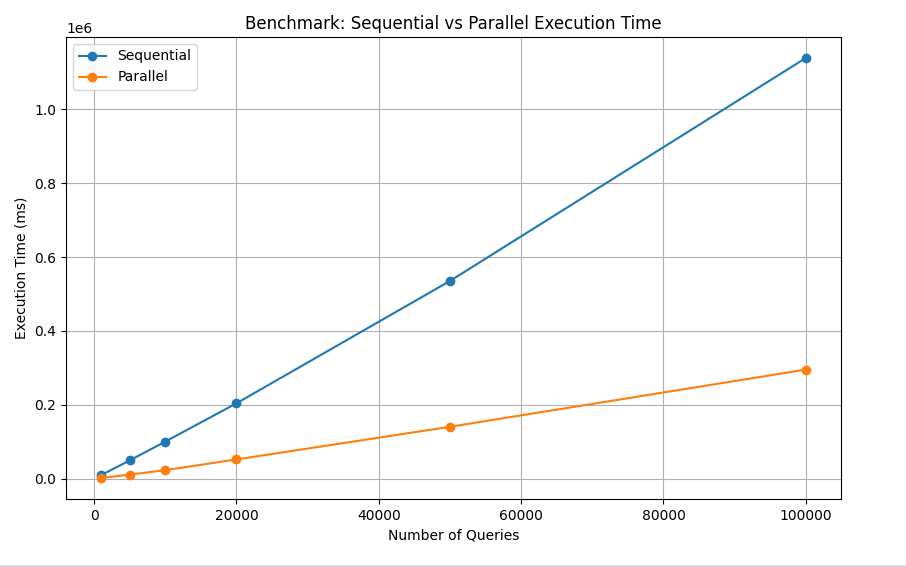 Benchmark: Sequential vs Parallel Execution Time
1e6
Sequential
Parallel
1.0
0.8
0.6
0.4
0.2
0.0
Execution Time (ms)
0 20000 40000 60000 80000 100000
Number of Queries